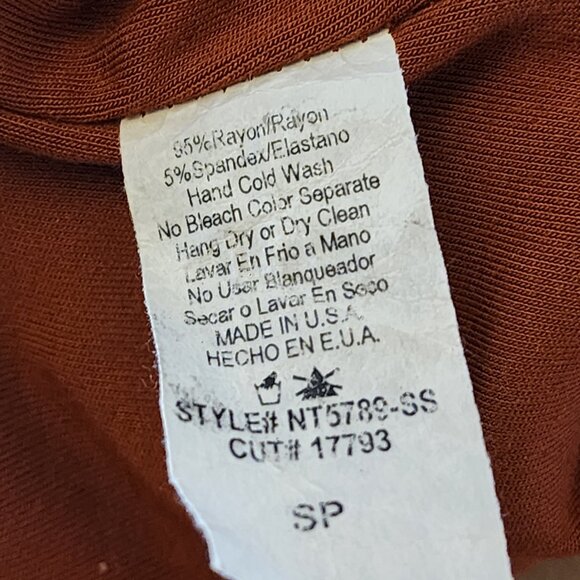 95%Rayon/Rayon
5%Spandex/Elastano
Hand Cold Wash
No Bleach Color Separate
Hang Dry or Dry Clean
Lavar En Frio a Mano
No Usar Blanqueador
Secar o Lavar En Seco
MADE IN U.S.A.
HECHO EN E.U.A.
STYLE# NT5789-SS
CUT# 17793
SP